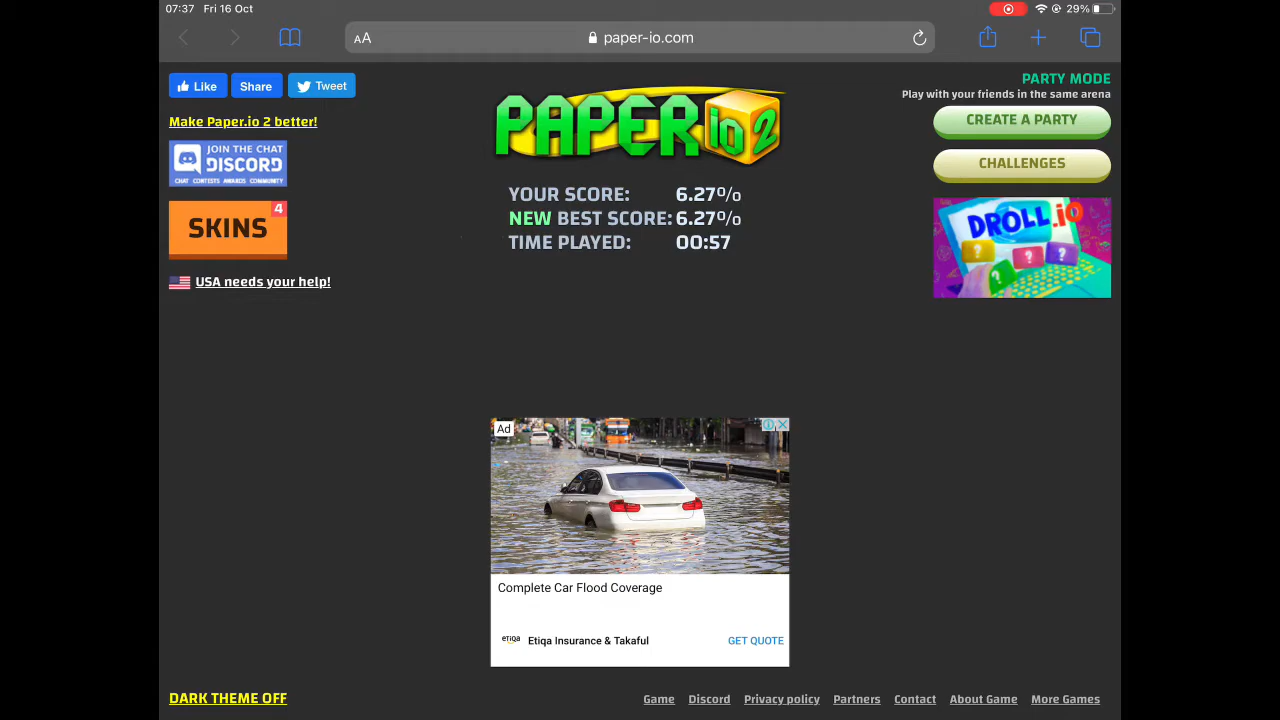 07:37 Fri 16 Oct
29%
AA
paper-io.com
Like
Share
Tweet
Make Paper.io 2 better!
JOIN THE CHAT
DISCORD
CHAT CONTESTS AWARDS COMMUNITY
SKINS
4
USA needs your help!
PAPER io 2
YOUR SCORE: 6.27%
NEW BEST SCORE: 6.27%
TIME PLAYED: 00:57
PARTY MODE
Play with your friends in the same arena
CREATE A PARTY
CHALLENGES
DROLL.io
? ? ? ?
Ad
Complete Car Flood Coverage
etiqa
Etiqa Insurance & Takaful
GET QUOTE
DARK THEME OFF
Game
Discord
Privacy policy
Partners
Contact
About Game
More Games